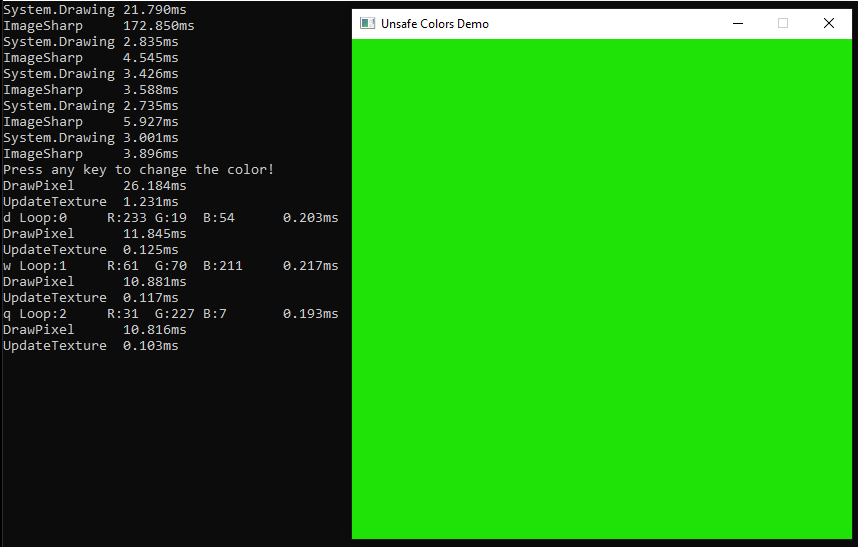 System.Drawing 21.790ms
ImageSharp     172.850ms
System.Drawing 2.835ms
ImageSharp     4.545ms
System.Drawing 3.426ms
ImageSharp     3.588ms
System.Drawing 2.735ms
ImageSharp     5.927ms
System.Drawing 3.001ms
ImageSharp     3.896ms
Press any key to change the color!
DrawPixel      26.184ms
UpdateTexture  1.231ms
d Loop:0     R:233 G:19  B:54      0.203ms
DrawPixel      11.845ms
UpdateTexture  0.125ms
w Loop:1     R:61  G:70  B:211     0.217ms
DrawPixel      10.881ms
UpdateTexture  0.117ms
q Loop:2     R:31  G:227 B:7       0.193ms
DrawPixel      10.816ms
UpdateTexture  0.103ms
Unsafe Colors Demo